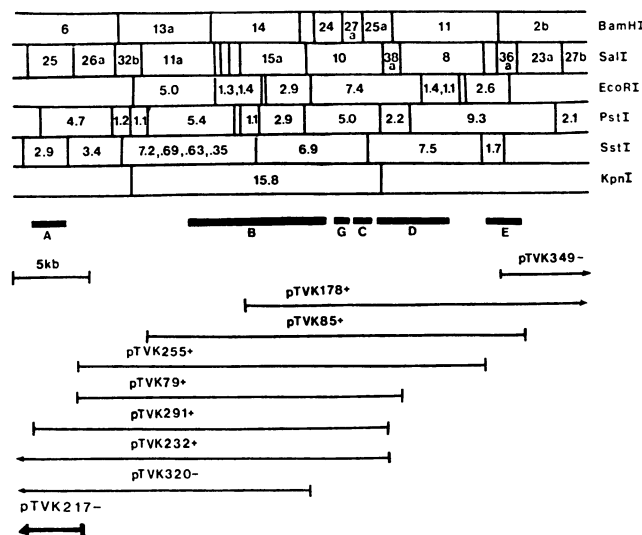 6 13a 14 24 27a 25a 11 2b BamHI
25 26a 32b 11a 15a 10 38a 8 36a 23a 27b SalI
5.0 1.3,1.4 2.9 7.4 1.4,1.1 2.6 EcoRI
4.7 1.2 1.1 5.4 1.1 2.9 5.0 2.2 9.3 2.1 PstI
2.9 3.4 7.2,.69,.63,.35 6.9 7.5 1.7 SstI
15.8 KpnI
A B G C D E
5kb
pTVK349-
pTVK178+
pTVK85+
pTVK255+
pTVK79+
pTVK291+
pTVK232+
pTVK320-
pTVK217-